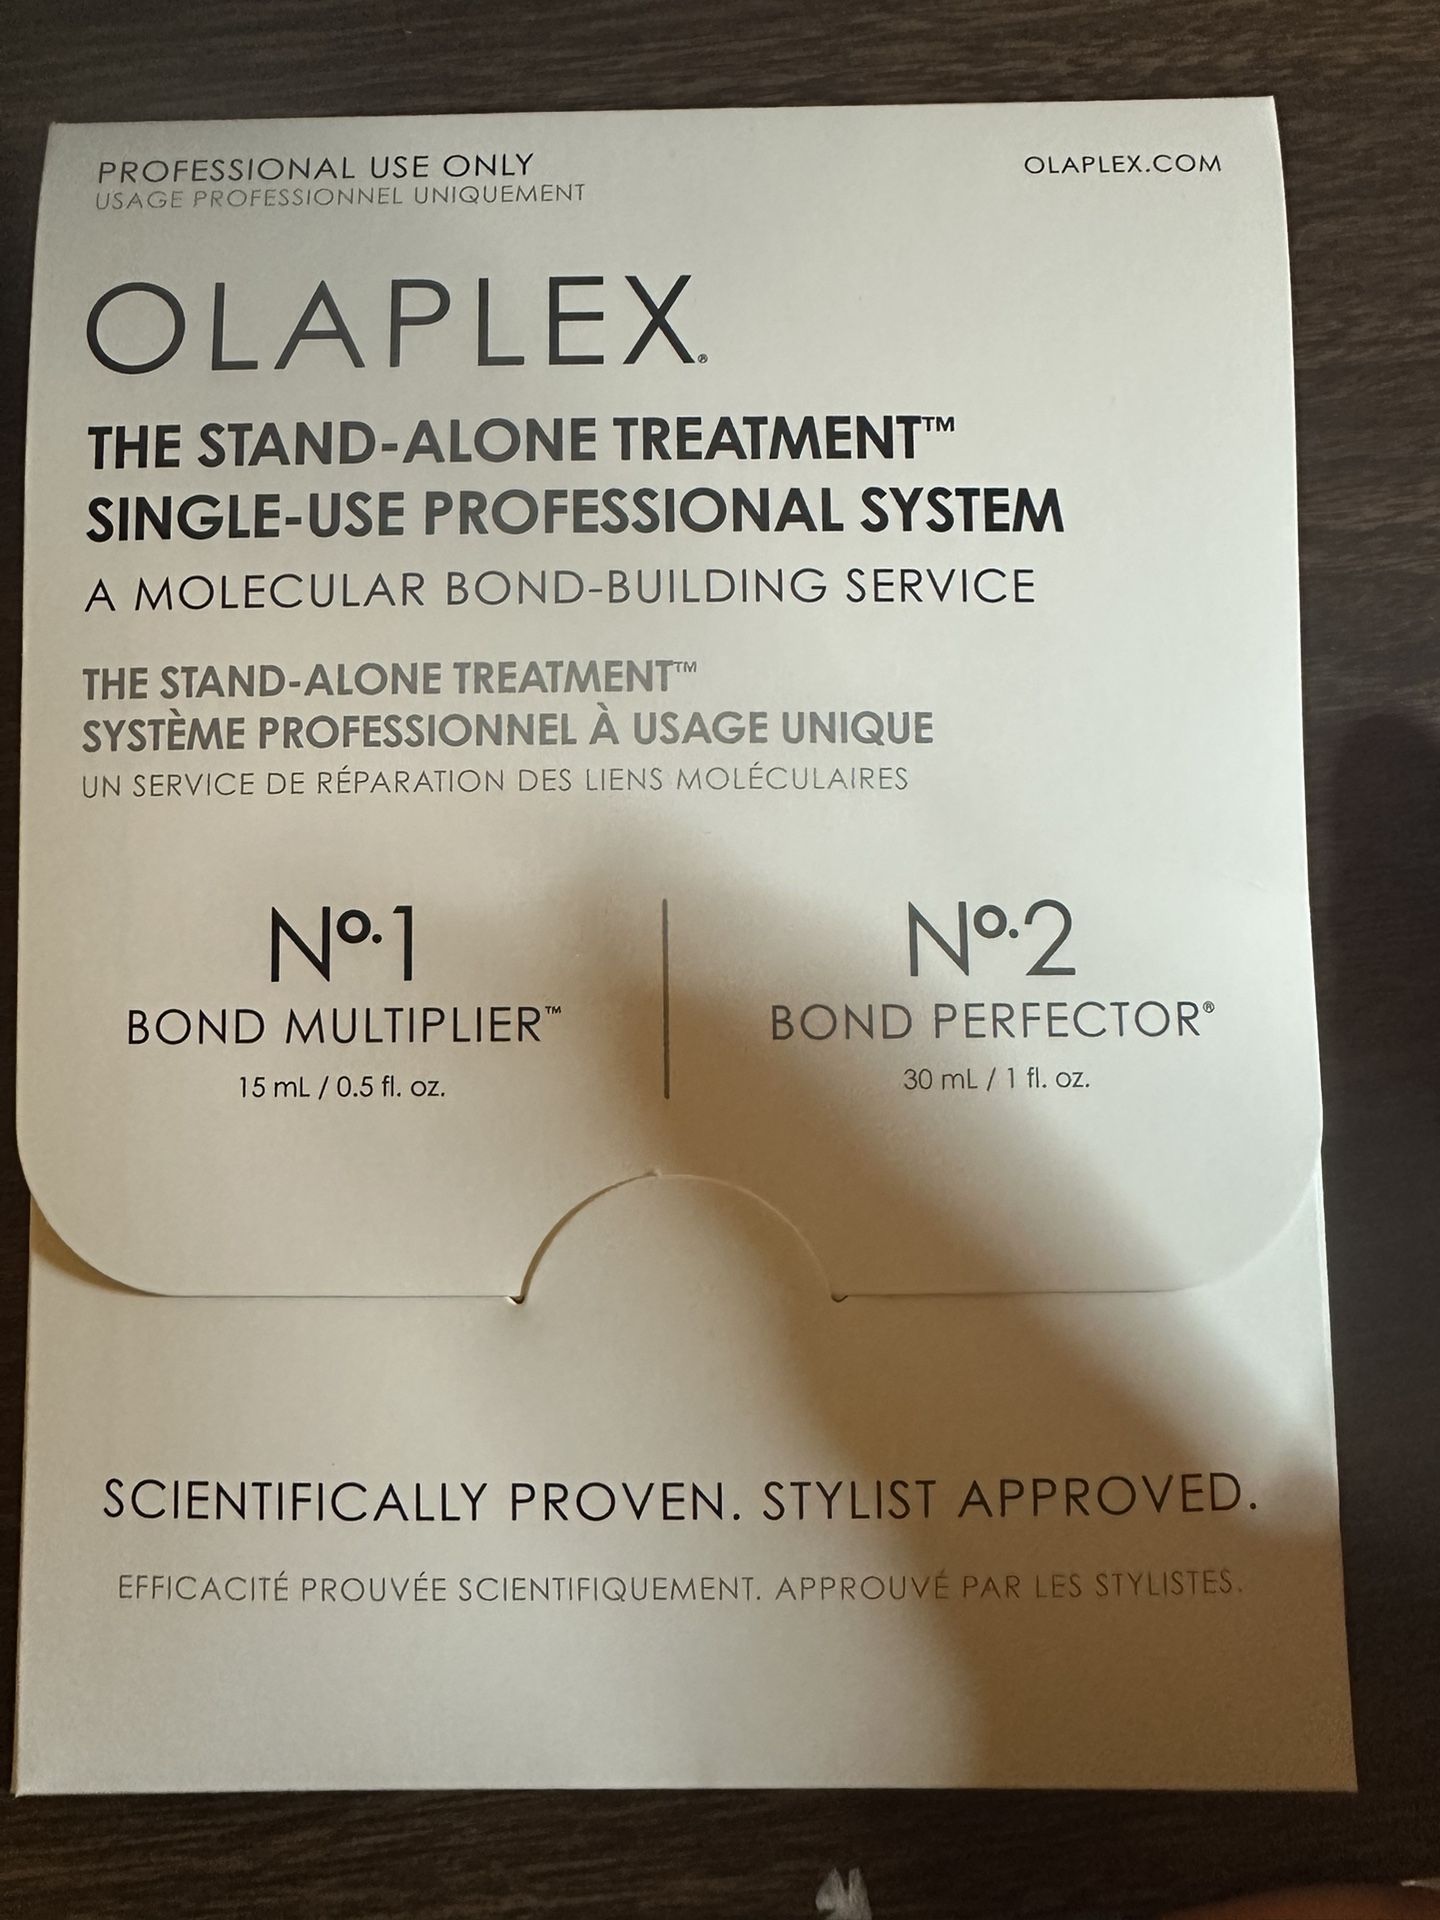 PROFESSIONAL USE ONLY
USAGE PROFESSIONNEL UNIQUEMENT
OLAPLEX.COM
OLAPLEX®
THE STAND-ALONE TREATMENT™
SINGLE-USE PROFESSIONAL SYSTEM
A MOLECULAR BOND-BUILDING SERVICE
THE STAND-ALONE TREATMENT™
SYSTÈME PROFESSIONNEL À USAGE UNIQUE
UN SERVICE DE RÉPARATION DES LIENS MOLÉCULAIRES
Nº.1
BOND MULTIPLIER™
15 mL / 0.5 fl. oz.
Nº.2
BOND PERFECTOR®
30 mL / 1 fl. oz.
SCIENTIFICALLY PROVEN. STYLIST APPROVED.
EFFICACITÉ PROUVÉE SCIENTIFIQUEMENT. APPROUVÉ PAR LES STYLISTES.